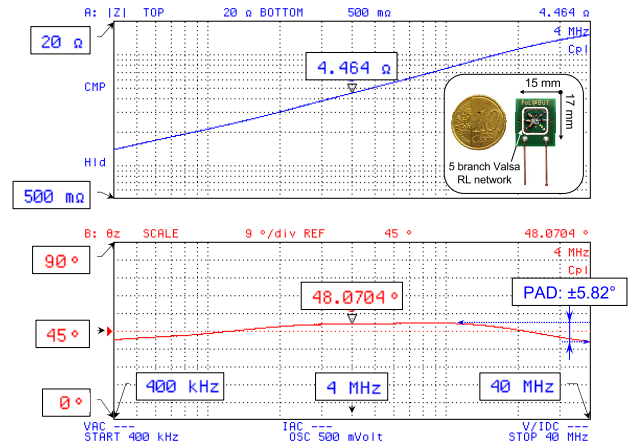 A: |Z| TOP 20 Ω BOTTOM 500 mΩ 4.464 Ω
20 Ω
4 MHz
Cpl
4.464 Ω
CMP
15 mm
17 mm
FoL@BUT
10
5 branch Valsa
RL network
Hld
500 mΩ
B: θz SCALE 9 °/div REF 45 ° 48.0704 °
90°
4 MHz
Cpl
48.0704 °
PAD: ±5.82°
45°
0°
400 kHz
4 MHz
40 MHz
VAC --- IAC --- V/IDC ---
START 400 kHz OSC 500 mVolt STOP 40 MHz